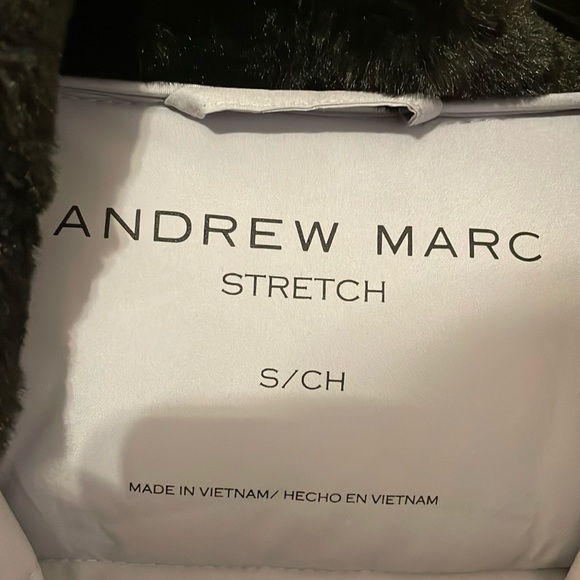 ANDREW MARC
STRETCH
S/CH
MADE IN VIETNAM/ HECHO EN VIETNAM